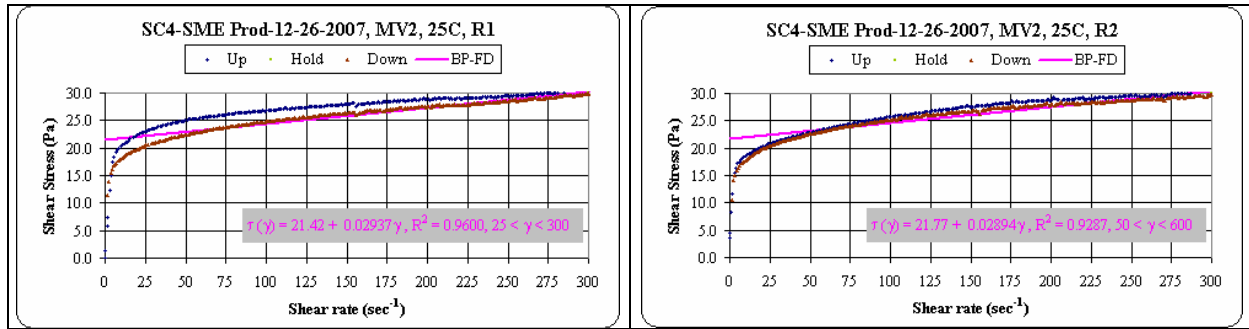 SC4-SME Prod-12-26-2007, MV2, 25C, R1
Up Hold Down BP-FD
Shear Stress (Pa)
30.0
25.0
20.0
15.0
10.0
5.0
0.0
τ(γ) = 21.42 + 0.02937γ, R² = 0.9600, 25 < γ < 300
0 25 50 75 100 125 150 175 200 225 250 275 300
Shear rate (sec⁻¹)
SC4-SME Prod-12-26-2007, MV2, 25C, R2
Up Hold Down BP-FD
Shear Stress (Pa)
30.0
25.0
20.0
15.0
10.0
5.0
0.0
τ(γ) = 21.77 + 0.02894γ, R² = 0.9287, 50 < γ < 600
0 25 50 75 100 125 150 175 200 225 250 275 300
Shear rate (sec⁻¹)